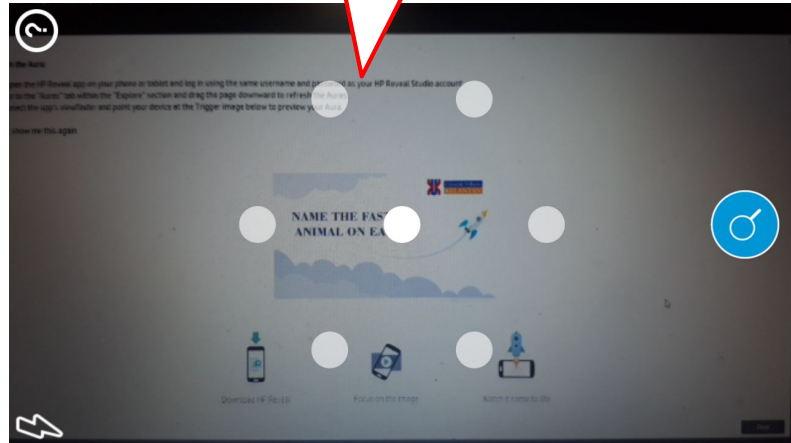 the Aura:
open the HP Reveal app on your phone or tablet and log in using the same username and password as your HP Reveal Studio account
to the "Auras" tab within the "Explore" section and drag the page downward to refresh the Auras
select the app's viewfinder and point your device at the Trigger image below to preview your Aura
show me this again
NAME THE FAS
ANIMAL ON EA
Download HP Reveal
Focus on the image
Watch it come to life